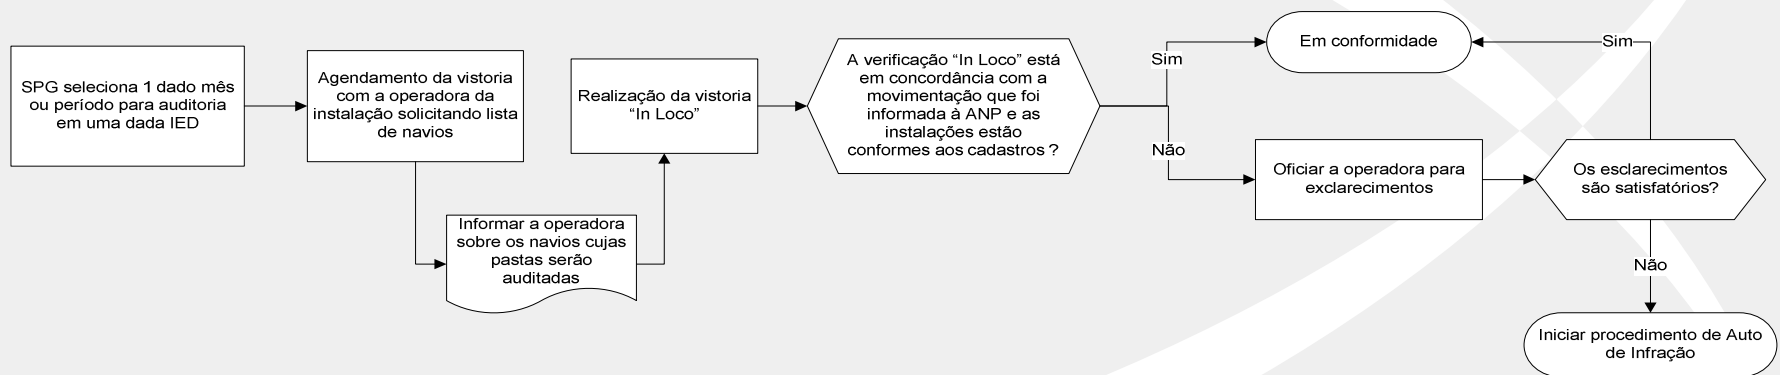 SPG seleciona 1 dado mês
ou período para auditoria
em uma dada IED
Agendamento da vistoria
com a operadora da
instalação solicitando lista
de navios
Informar a operadora
sobre os navios cujas
pastas serão
auditadas
Realização da vistoria
“In Loco”
A verificação “In Loco” está
em concordância com a
movimentação que foi
informada à ANP e as
instalações estão
conformes aos cadastros ?
Sim
Em conformidade
Não
Oficiar a operadora para
exclarecimentos
Os esclarecimentos
são satisfatórios?
Sim
Não
Iniciar procedimento de Auto
de Infração